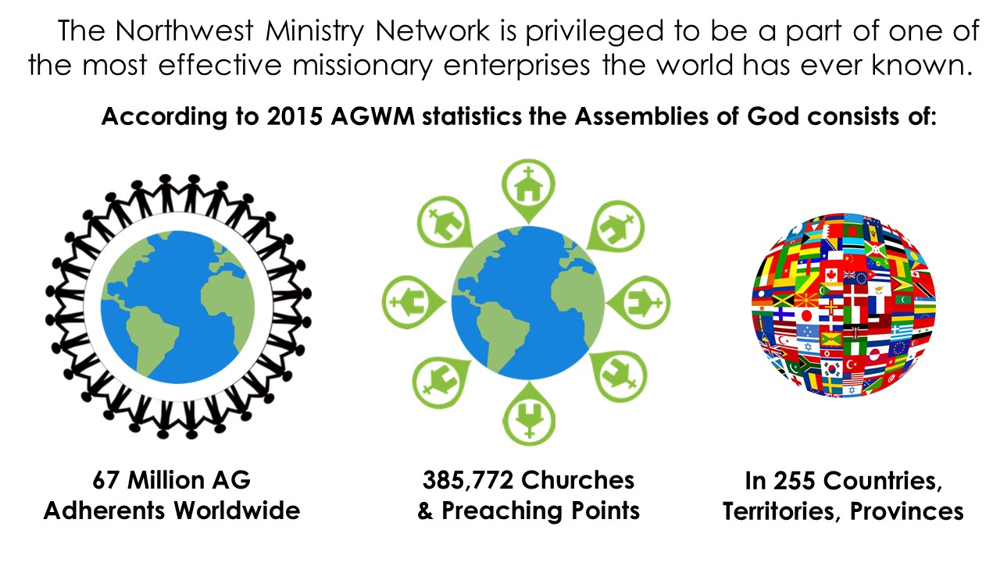 The Northwest Ministry Network is privileged to be a part of one of
the most effective missionary enterprises the world has ever known.
According to 2015 AGWM statistics the Assemblies of God consists of:
67 Million AG
Adherents Worldwide
385,772 Churches
& Preaching Points
In 255 Countries,
Territories, Provinces